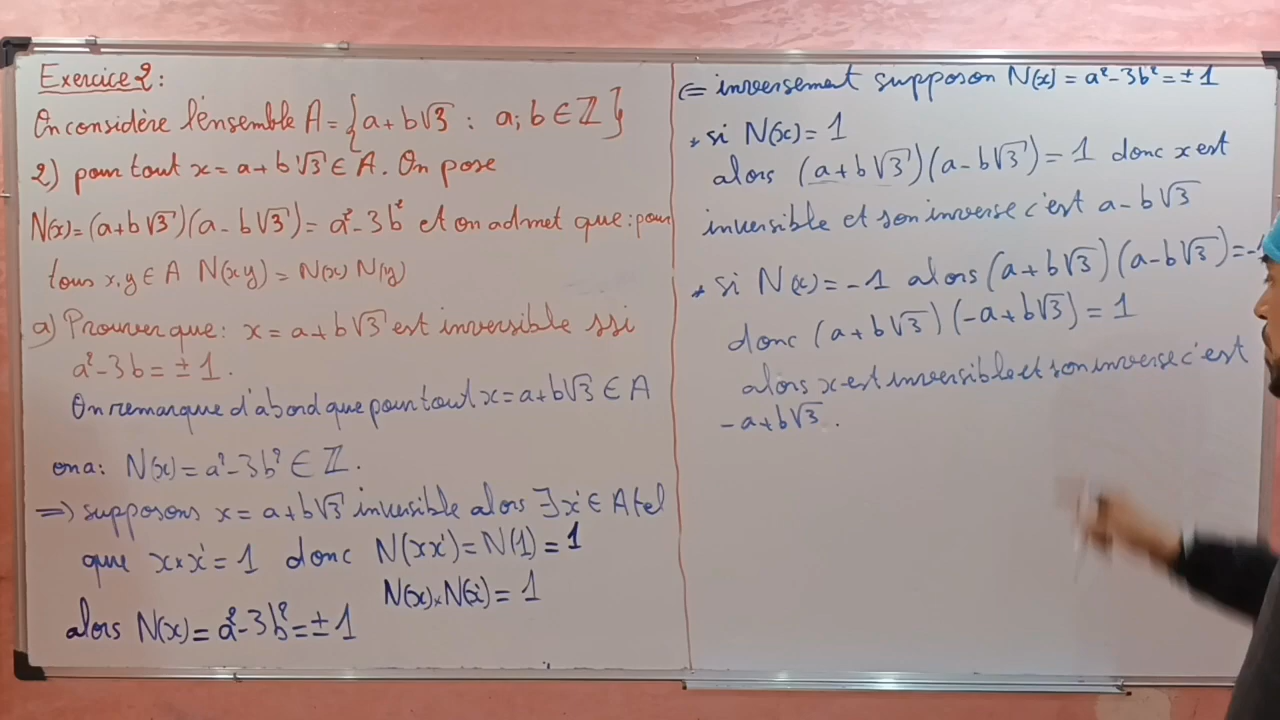 Exercice 2:
On considère l'ensemble A = {a+b√3 : a; b ∈ ℤ}
2) pour tout x = a+b√3 ∈ A. On pose
N(x) = (a+b√3)(a-b√3) = a²-3b² et on admet que : pour
tous x,y ∈ A N(xy) = N(x) N(y)
a) Prouver que : x = a+b√3 est inversible ssi
a²-3b = ±1.
On remarque d'abord que pour tout x = a+b√3 ∈ A
on a: N(x) = a²-3b² ∈ ℤ.
⇒) supposons x = a+b√3 inversible alors ∃x' ∈ A tel
que x×x' = 1 donc N(xx') = N(1) = 1
N(x)×N(x') = 1
alors N(x) = a²-3b² = ±1
(⇐ inversement supposon N(x) = a²-3b² = ±1
* si N(x) = 1
alors (a+b√3)(a-b√3) = 1 donc x est
inversible et son inverse c'est a-b√3
* si N(x) = -1 alors (a+b√3)(a-b√3) = -1
donc (a+b√3)(-a+b√3) = 1
alors x est inversible et son inverse c'est
-a+b√3.